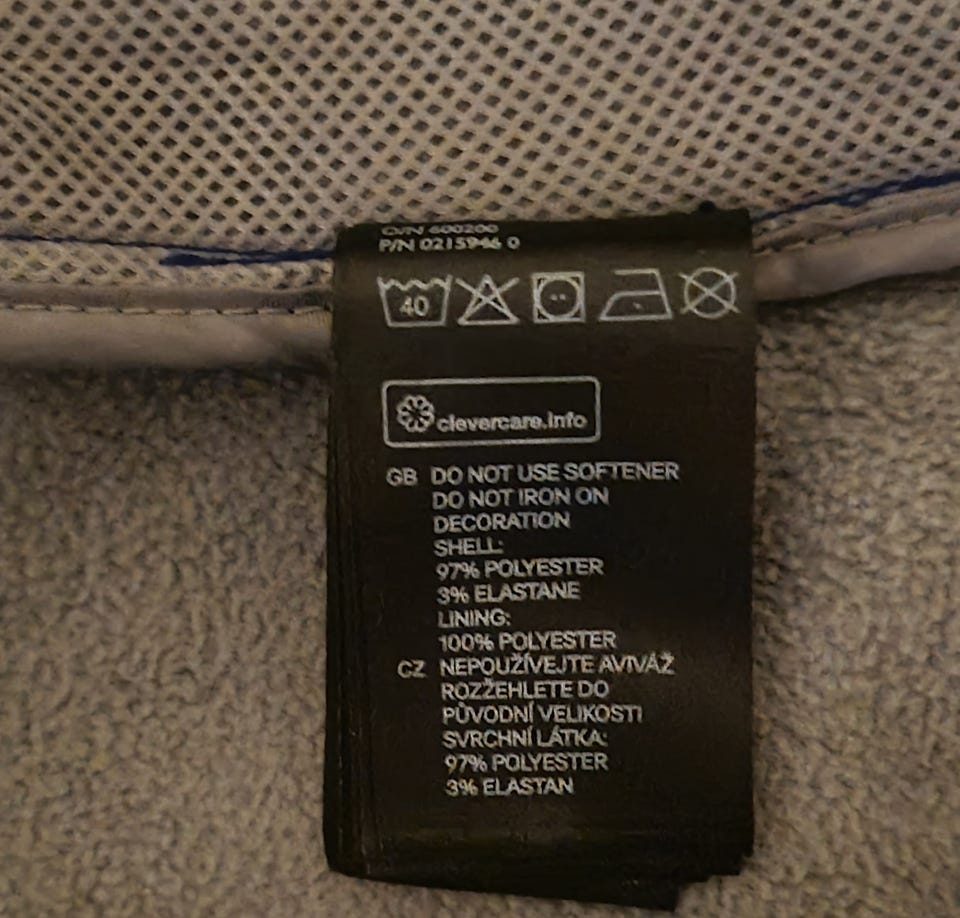 O/N 600200
P/N 0215946 0
40
clevercare.info
GB DO NOT USE SOFTENER
DO NOT IRON ON
DECORATION
SHELL:
97% POLYESTER
3% ELASTANE
LINING:
100% POLYESTER
CZ NEPOUŽÍVEJTE AVIVÁŽ
ROZŽEHLETE DO
PŮVODNÍ VELIKOSTI
SVRCHNÍ LÁTKA:
97% POLYESTER
3% ELASTAN